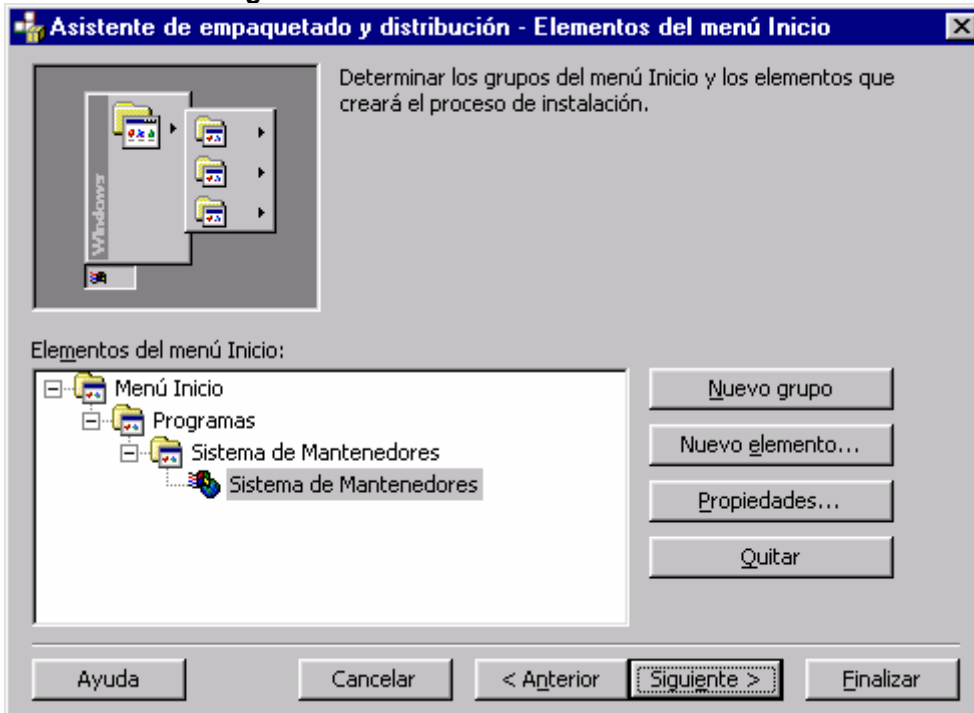 Asistente de empaquetado y distribución - Elementos del menú Inicio
Determinar los grupos del menú Inicio y los elementos que
creará el proceso de instalación.
Windows
Elementos del menú Inicio:
Menú Inicio
Programas
Sistema de Mantenedores
Sistema de Mantenedores
Nuevo grupo
Nuevo elemento...
Propiedades...
Quitar
Ayuda
Cancelar
< Anterior
Siguiente >
Finalizar